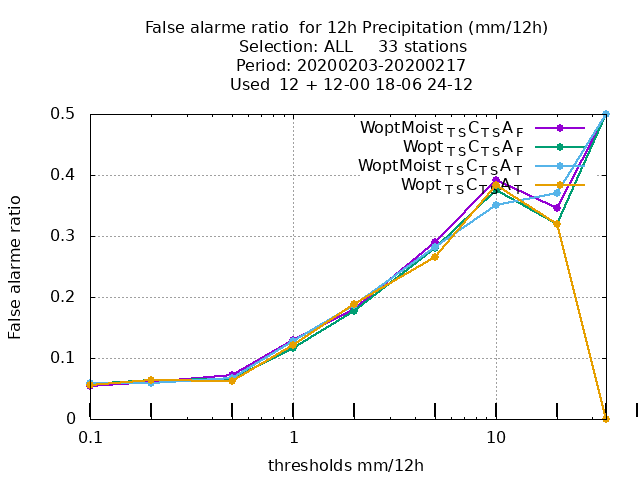 False alarme ratio  for 12h Precipitation (mm/12h)
Selection: ALL     33 stations
Period: 20200203-20200217
Used  12 + 12-00 18-06 24-12
0.5
WoptMoist TS C TS A F
Wopt TS C TS A F
WoptMoist TS C TS A T
Wopt TS C TS A T
0.4
0.3
0.2
0.1
0
False alarme ratio
0.1 1 10
thresholds mm/12h